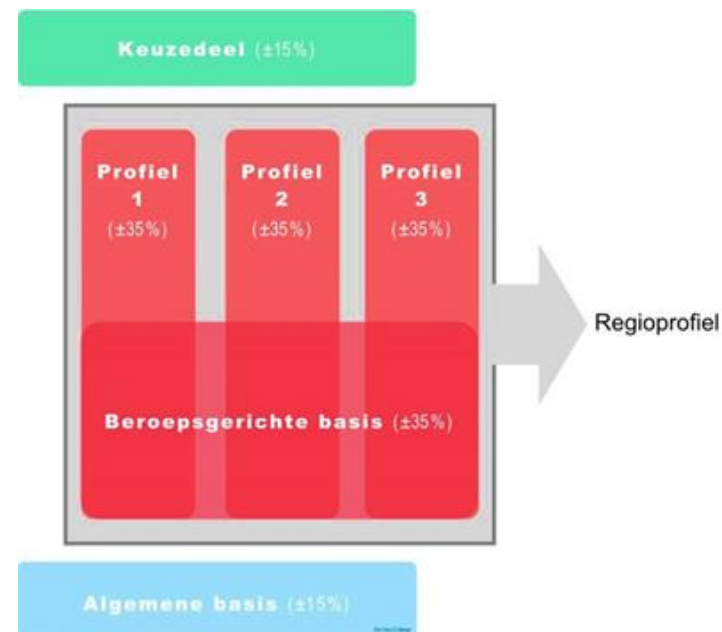 Keuzedeel (±15%)
Profiel
1
(±35%)
Profiel
2
(±35%)
Profiel
3
(±35%)
Regioprofiel
Beroepsgerichte basis (±35%)
Algemene basis (±15%)